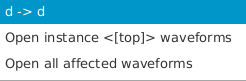 d -> d
Open instance <[top]> waveforms
Open all affected waveforms